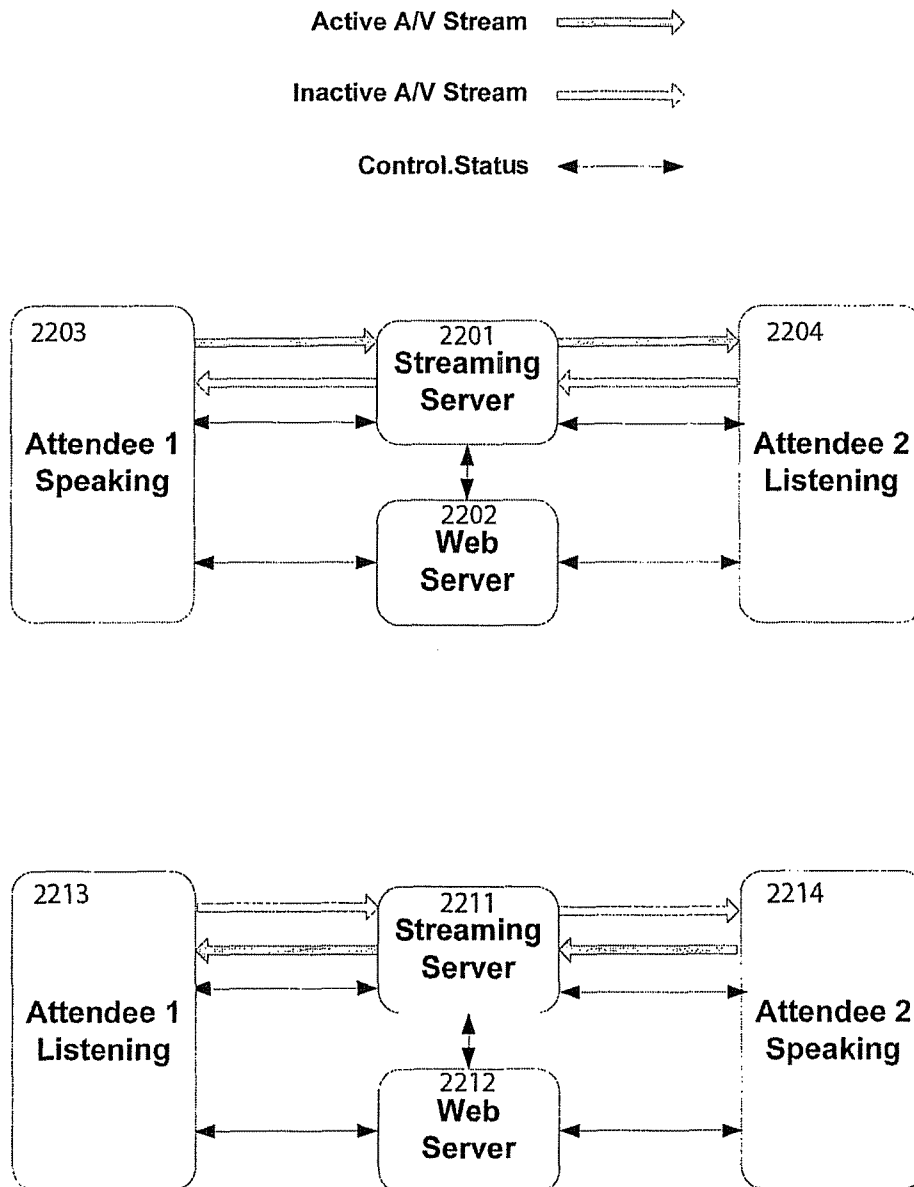 Active A/V Stream
Inactive A/V Stream
Control.Status
2203
Attendee 1
Speaking
2201
Streaming
Server
2202
Web
Server
2204
Attendee 2
Listening
2213
Attendee 1
Listening
2211
Streaming
Server
2212
Web
Server
2214
Attendee 2
Speaking